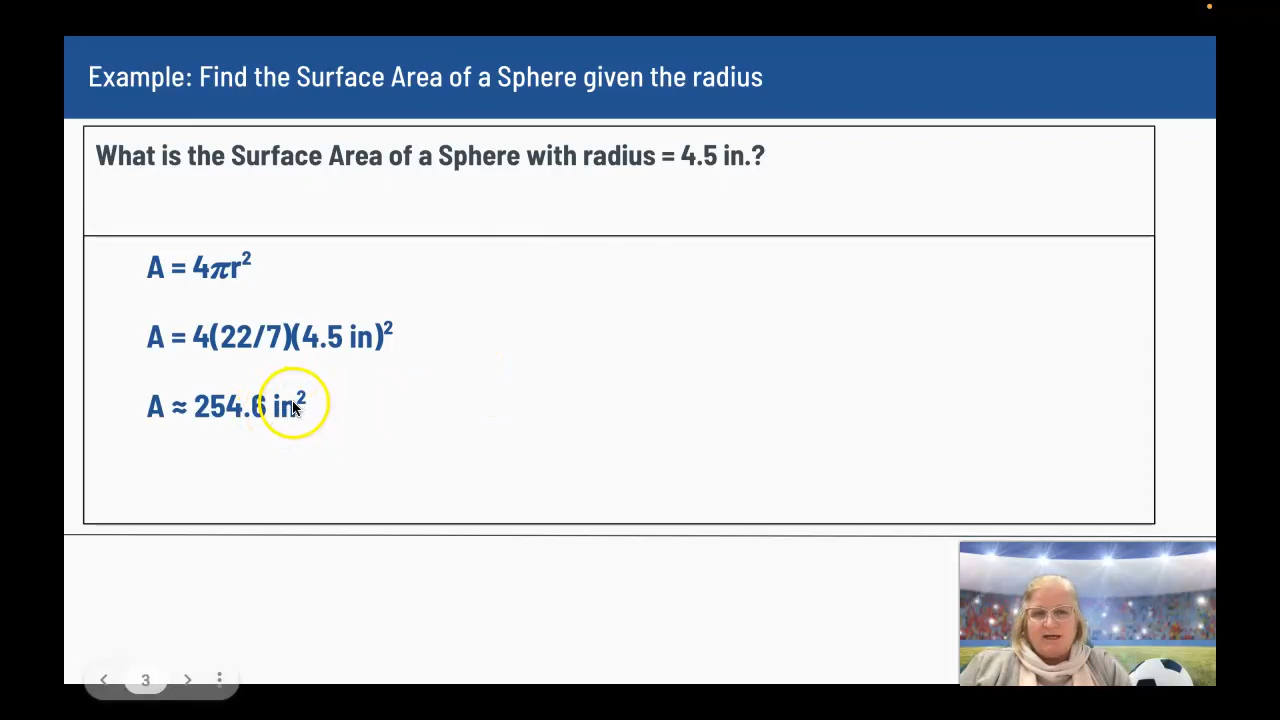 Example: Find the Surface Area of a Sphere given the radius
What is the Surface Area of a Sphere with radius = 4.5 in.?
A = 4𝝅r²
A = 4(22/7)(4.5 in)²
A ≈ 254.6 in²
3